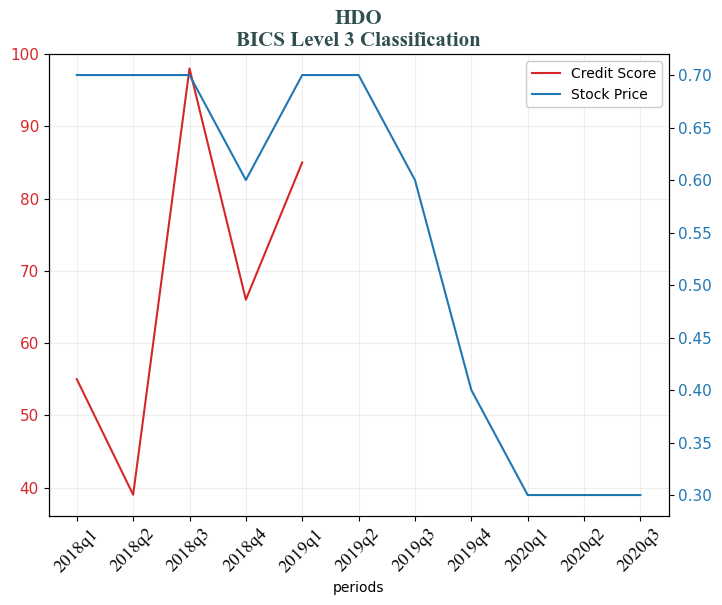 HDO
BICS Level 3 Classification
100
90
80
70
60
50
40
0.70
0.65
0.60
0.55
0.50
0.45
0.40
0.35
0.30
Credit Score
Stock Price
2018q1
2018q2
2018q3
2018q4
2019q1
2019q2
2019q3
2019q4
2020q1
2020q2
2020q3
periods